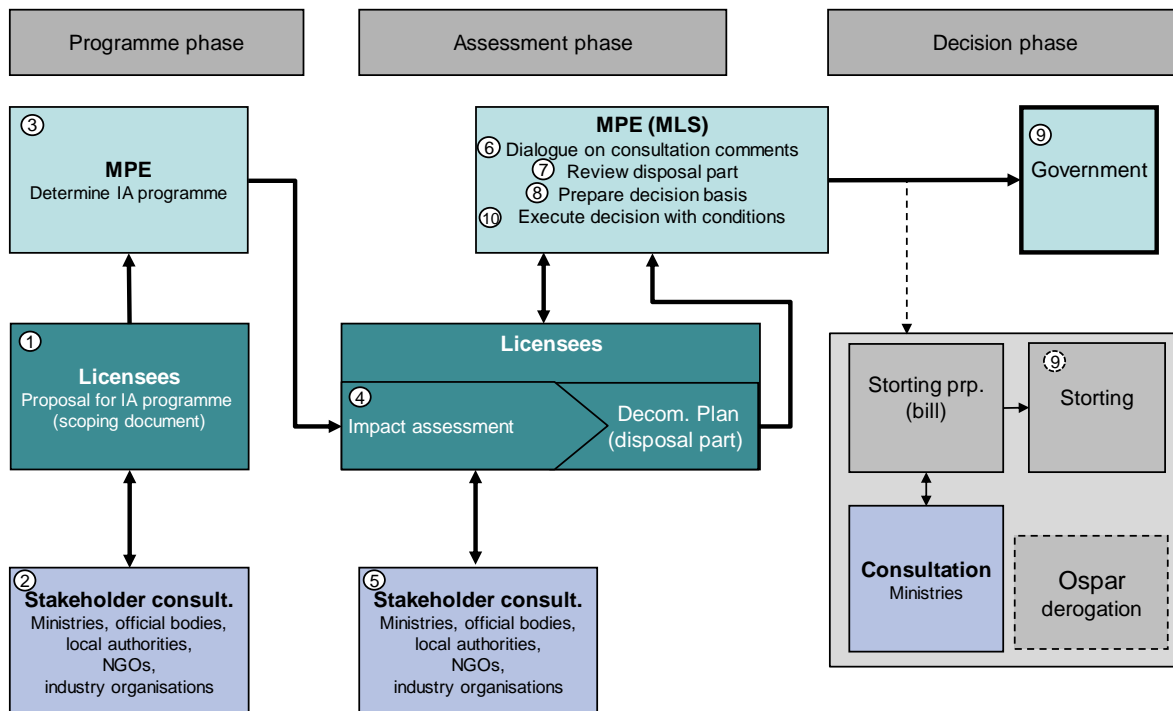 Programme phase
Assessment phase
Decision phase
3
MPE
Determine IA programme
MPE (MLS)
6 Dialogue on consultation comments
7 Review disposal part
8 Prepare decision basis
10 Execute decision with conditions
9
Government
1
Licensees
Proposal for IA programme
(scoping document)
Licensees
4
Impact assessment
Decom. Plan
(disposal part)
Storting prp.
(bill)
9
Storting
2
Stakeholder consult.
Ministries, official bodies,
local authorities,
NGOs,
industry organisations
5
Stakeholder consult.
Ministries, official bodies,
local authorities,
NGOs,
industry organisations
Consultation
Ministries
Ospar
derogation